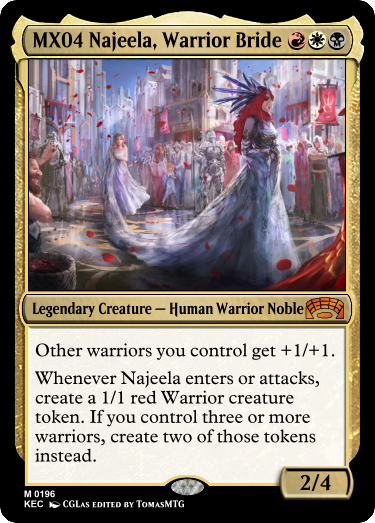 MX04 Najeela, Warrior Bride
Legendary Creature — Human Warrior Noble
Other warriors you control get +1/+1.
Whenever Najeela enters or attacks,
create a 1/1 red Warrior creature
token. If you control three or more
warriors, create two of those tokens
instead.
2/4
M 0196
KEC CGLas edited by TomasMTG